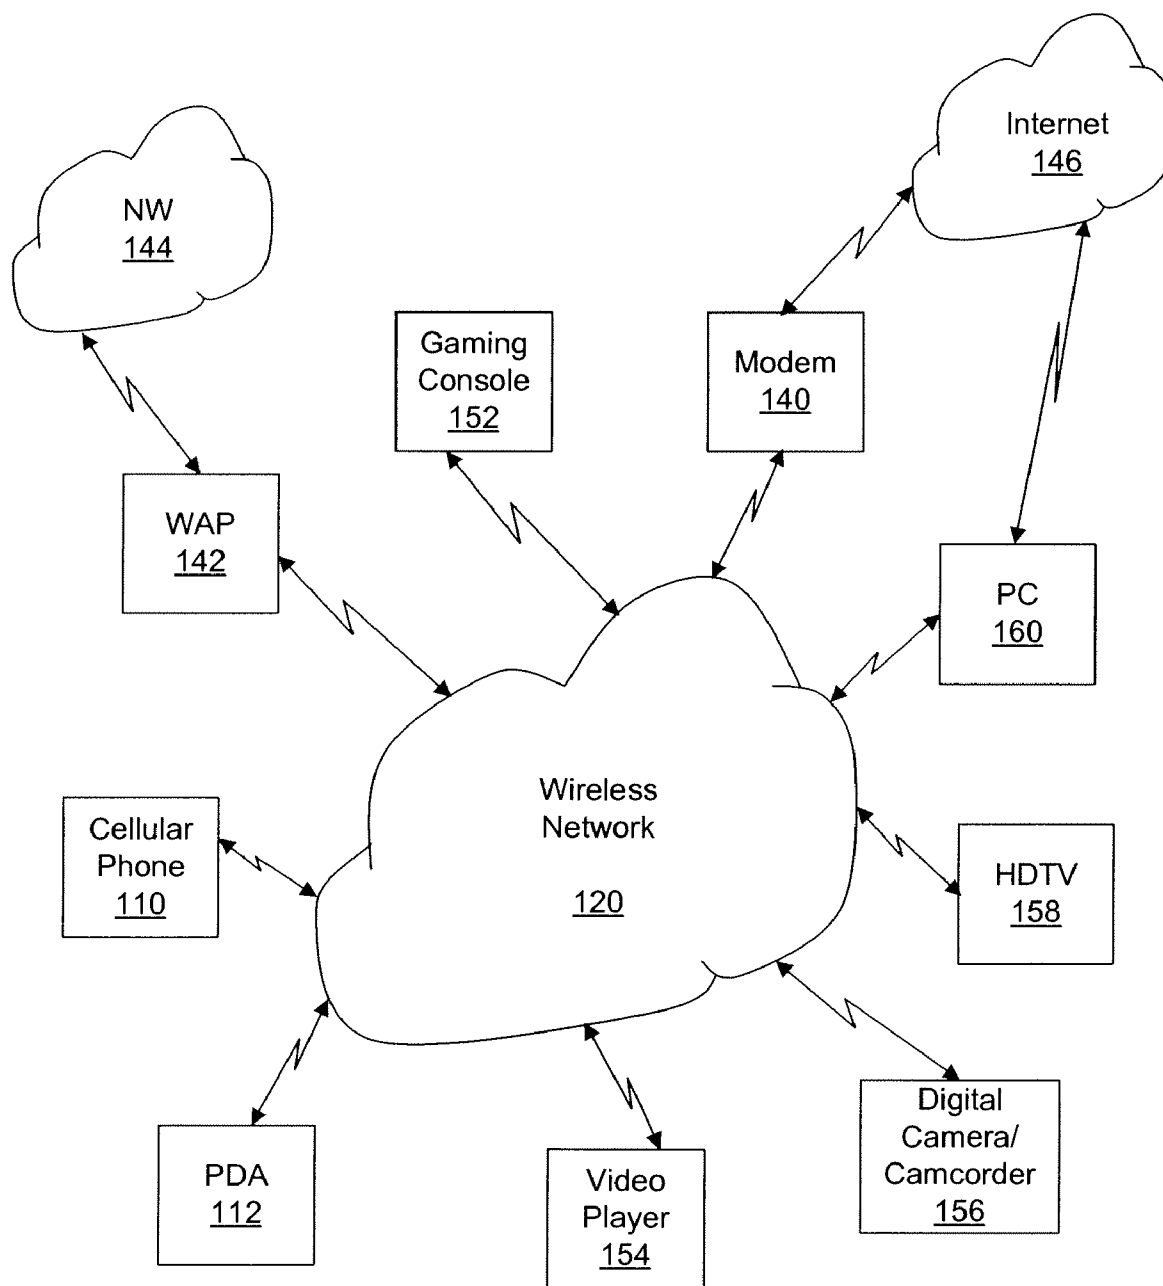 Internet
146
NW
144
Gaming
Console
152
Modem
140
WAP
142
PC
160
Wireless
Network
120
Cellular
Phone
110
HDTV
158
Digital
Camera/
Camcorder
156
PDA
112
Video
Player
154